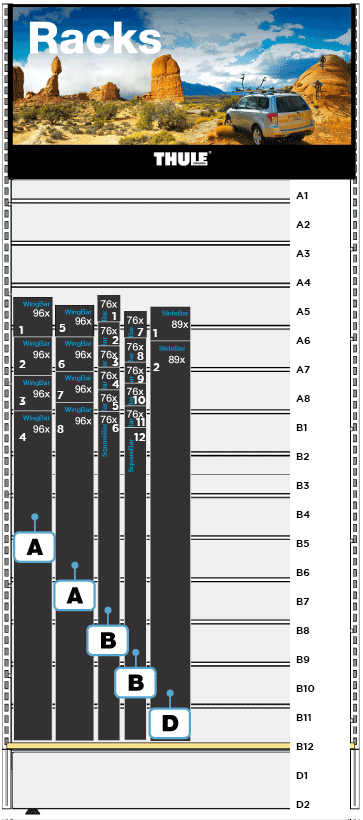 Racks
THULE
A1
A2
A3
A4
A5
A6
A7
A8
B1
B2
B3
B4
B5
B6
B7
B8
B9
B10
B11
B12
D1
D2
WingBar
96x
1
WingBar
96x
2
WingBar
96x
3
WingBar
96x
4
WingBar
96x
5
WingBar
96x
6
WingBar
96x
7
WingBar
96x
8
76x
1
76x
2
76x
3
76x
4
76x
5
76x
6
SquareBar
76x
7
76x
8
76x
9
76x
10
76x
11
12
SquareBar
SlideBar
89x
1
SlideBar
89x
2
A
A
B
B
D